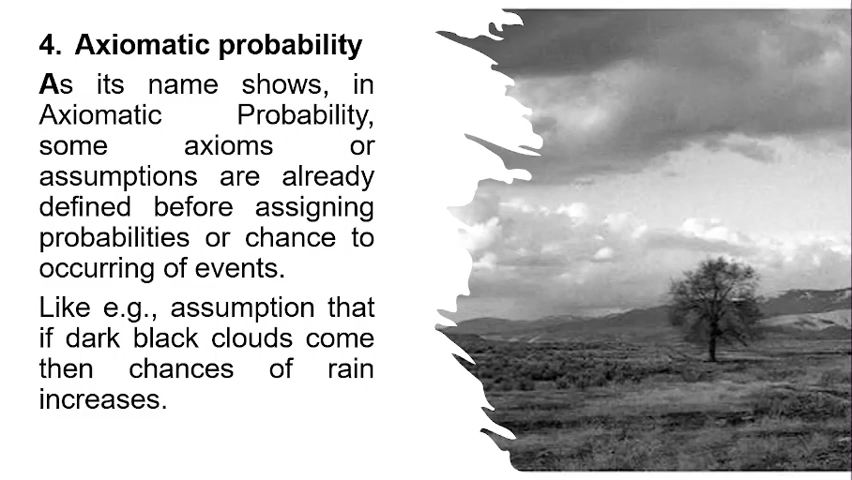 4. Axiomatic probability
As its name shows, in
Axiomatic Probability,
some axioms or
assumptions are already
defined before assigning
probabilities or chance to
occurring of events.
Like e.g., assumption that
if dark black clouds come
then chances of rain
increases.